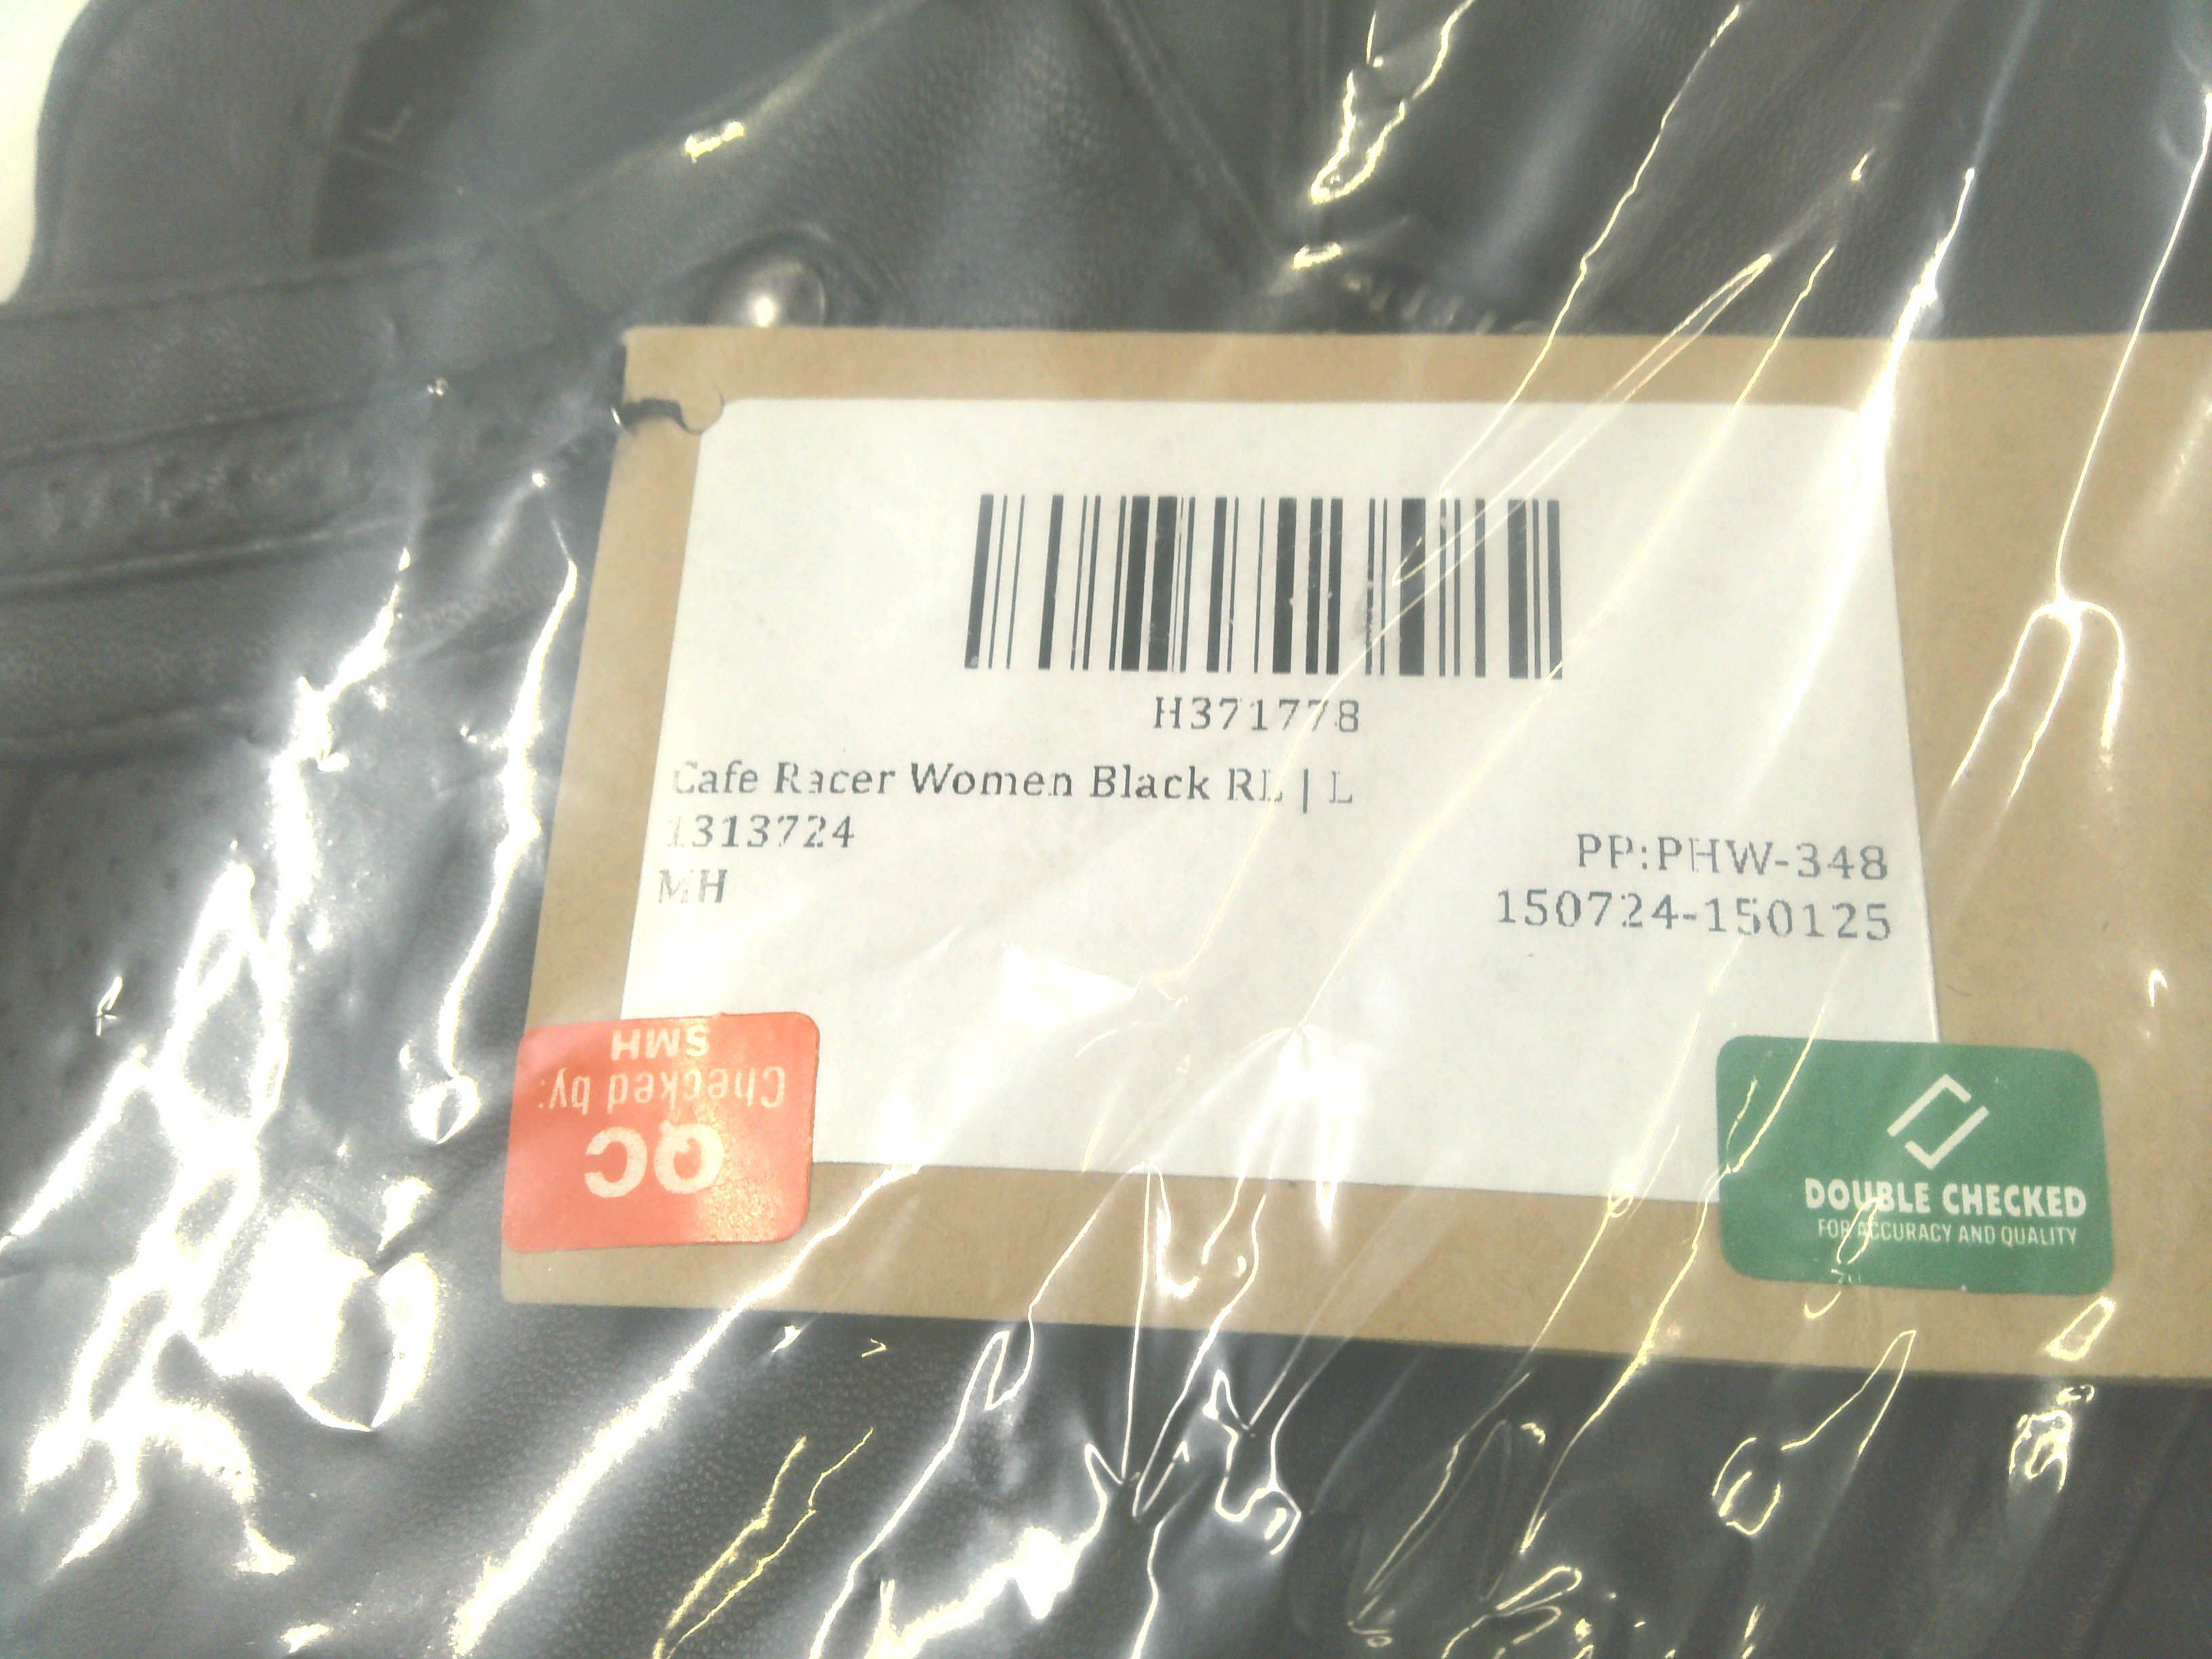 H371778
Cafe Racer Women Black RL | L
1313724
MH
PP:PHW-348
150724-150125
QC
Checked by:
SMH
DOUBLE CHECKED
FOR ACCURACY AND QUALITY